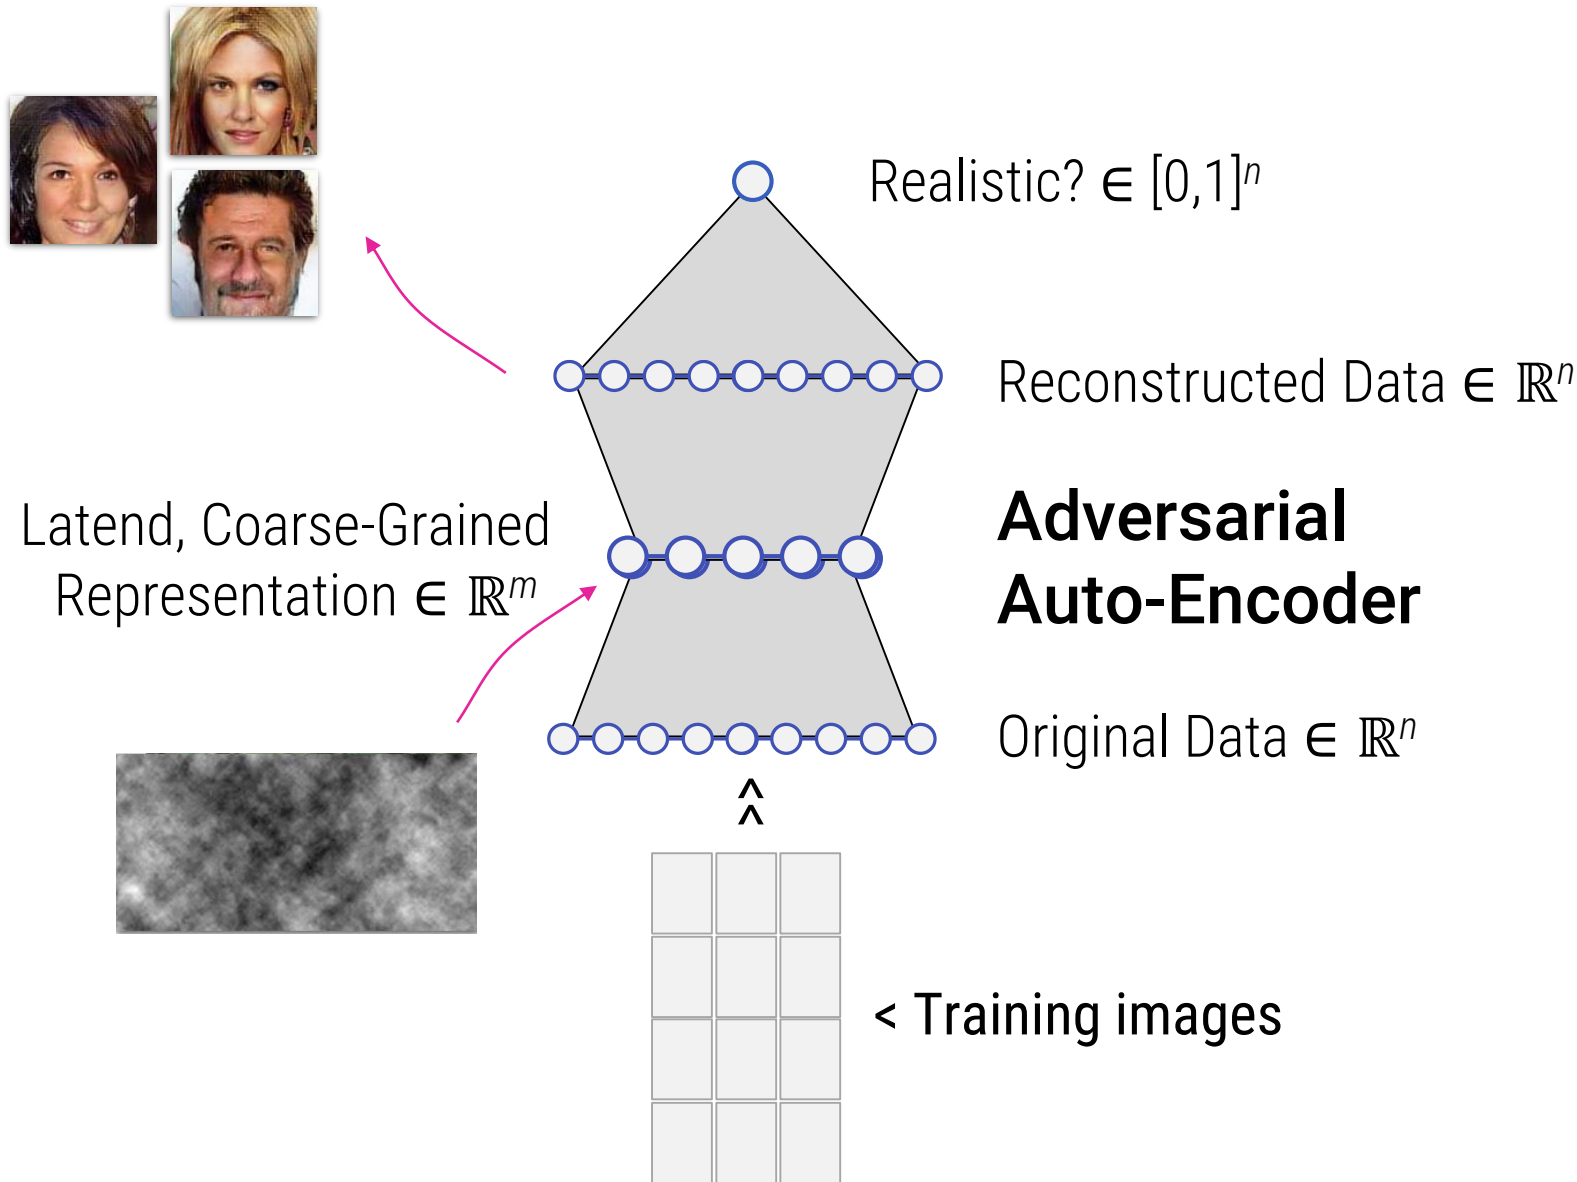 Realistic? ∈ [0,1]ⁿ
Reconstructed Data ∈ ℝⁿ
Latend, Coarse-Grained
Representation ∈ ℝᵐ
Adversarial
Auto-Encoder
Original Data ∈ ℝⁿ
< Training images